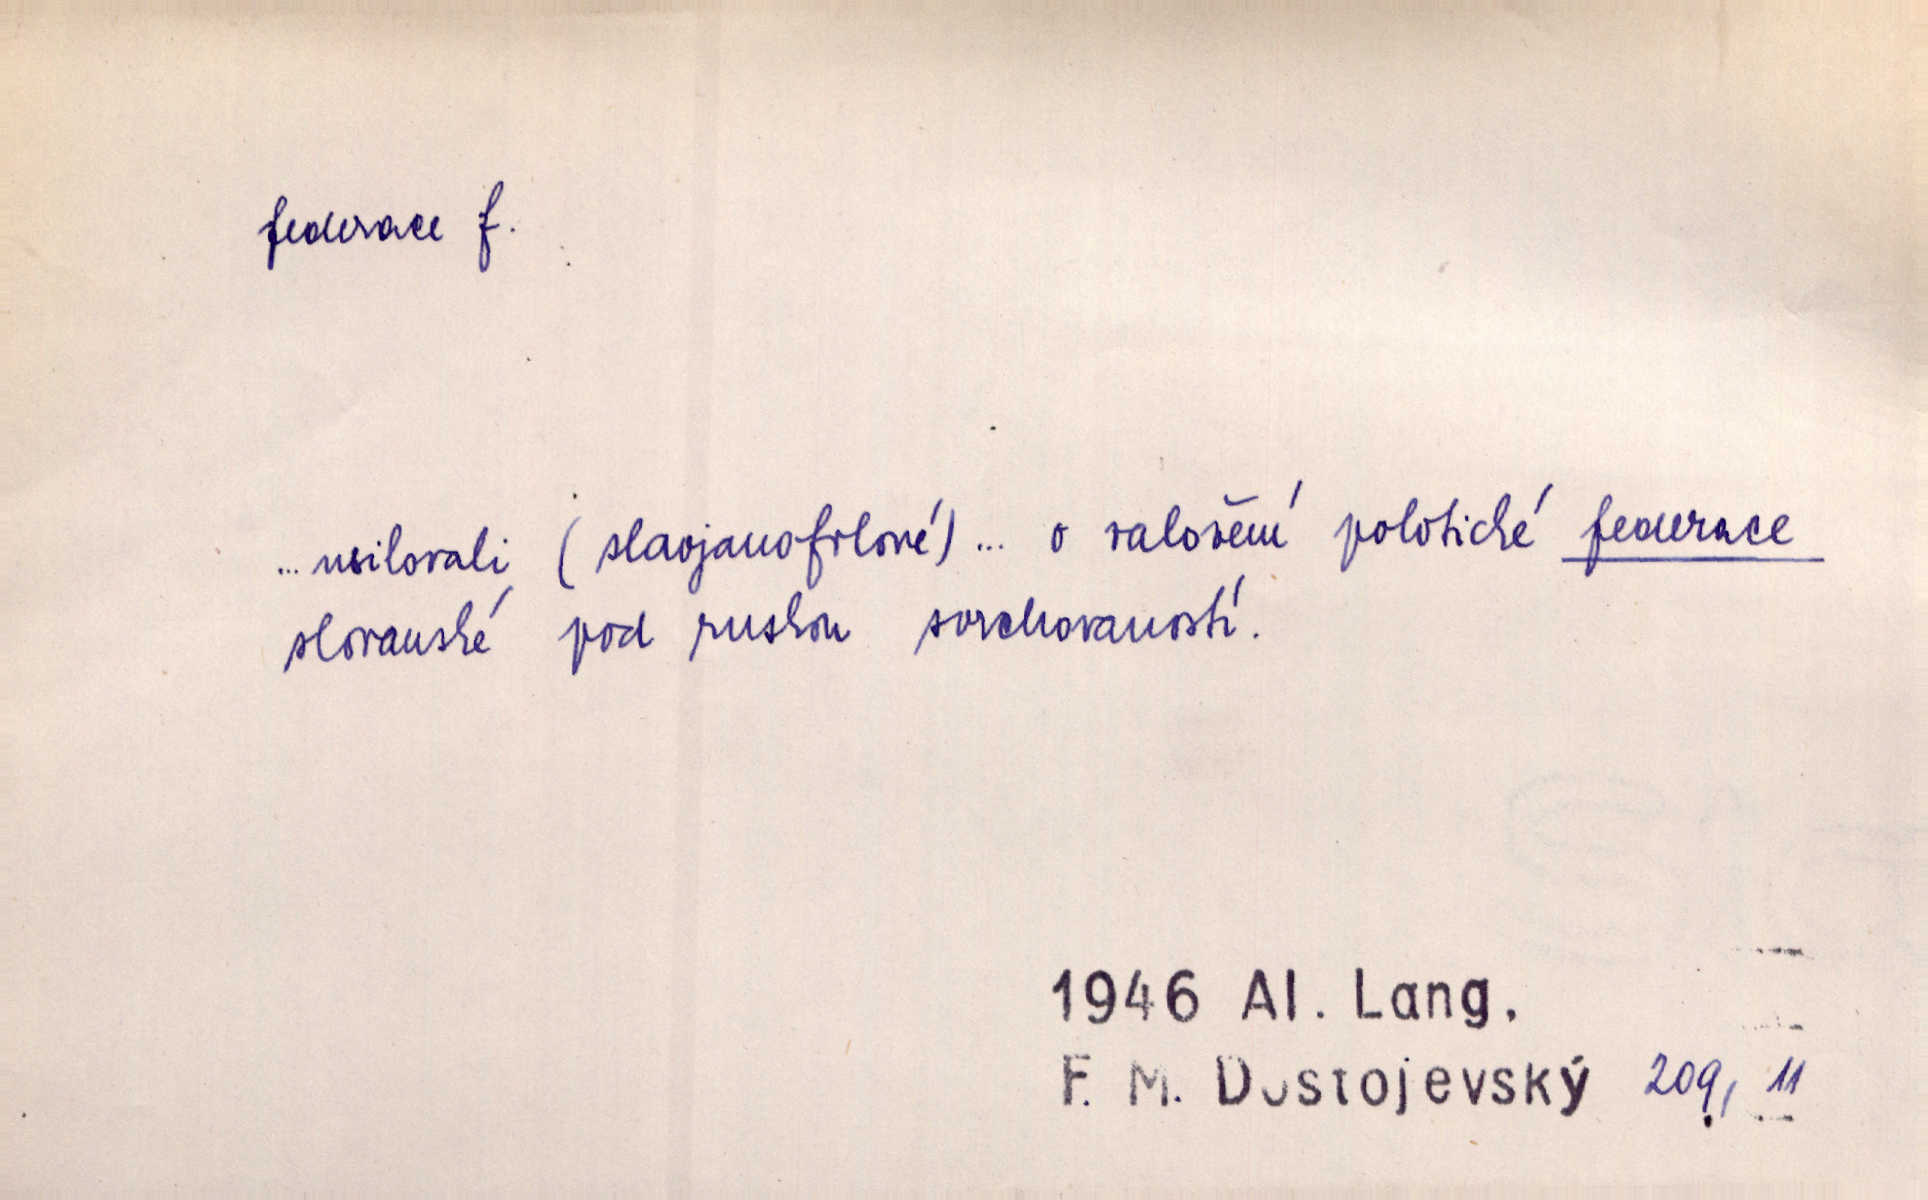 federace f.
... usilovali (slavjanofilové) ... o založení politické federace
slovanské pod ruskou svrchovaností.
1946 Al. Lang.
F. M. Dostojevský 209, 11